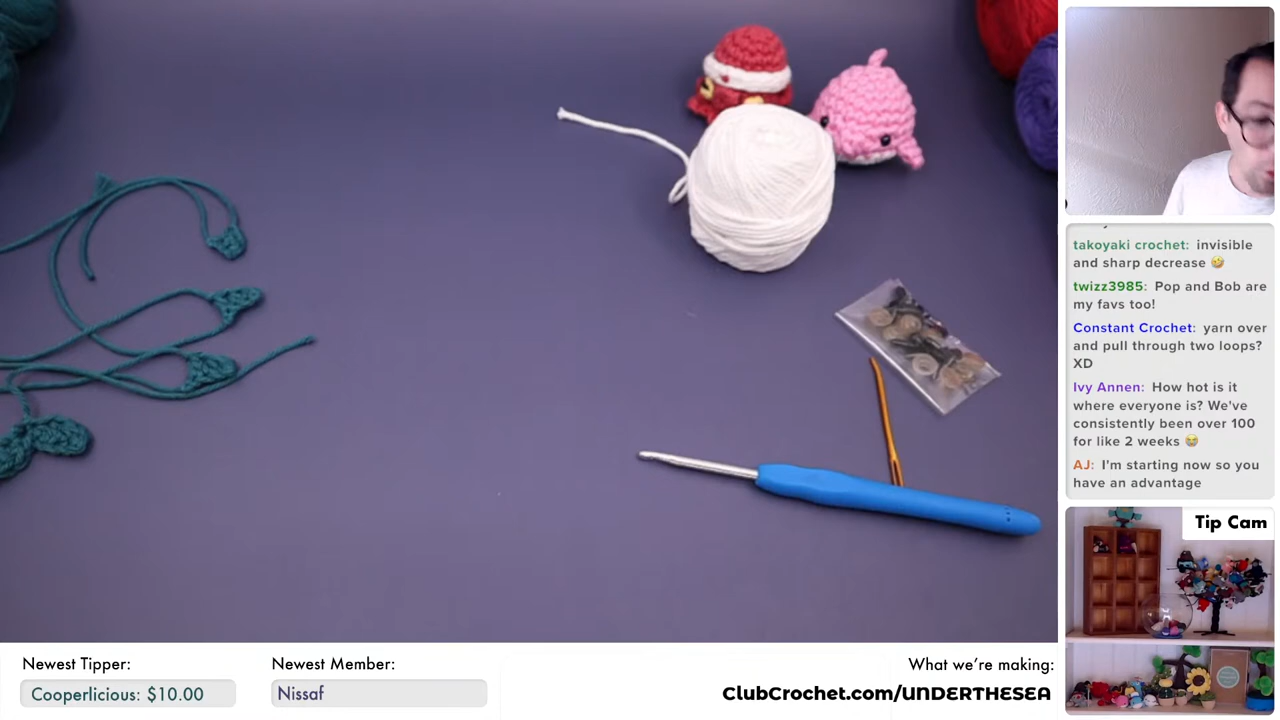 takoyaki crochet: invisible
and sharp decrease 🤣
twizz3985: Pop and Bob are
my favs too!
Constant Crochet: yarn over
and pull through two loops?
XD
Ivy Annen: How hot is it
where everyone is? We've
consistently been over 100
for like 2 weeks 😭
AJ: I'm starting now so you
have an advantage
Tip Cam
Newest Tipper:
Cooperlicious: $10.00
Newest Member:
Nissaf
What we're making:
ClubCrochet.com/UNDERTHESEA